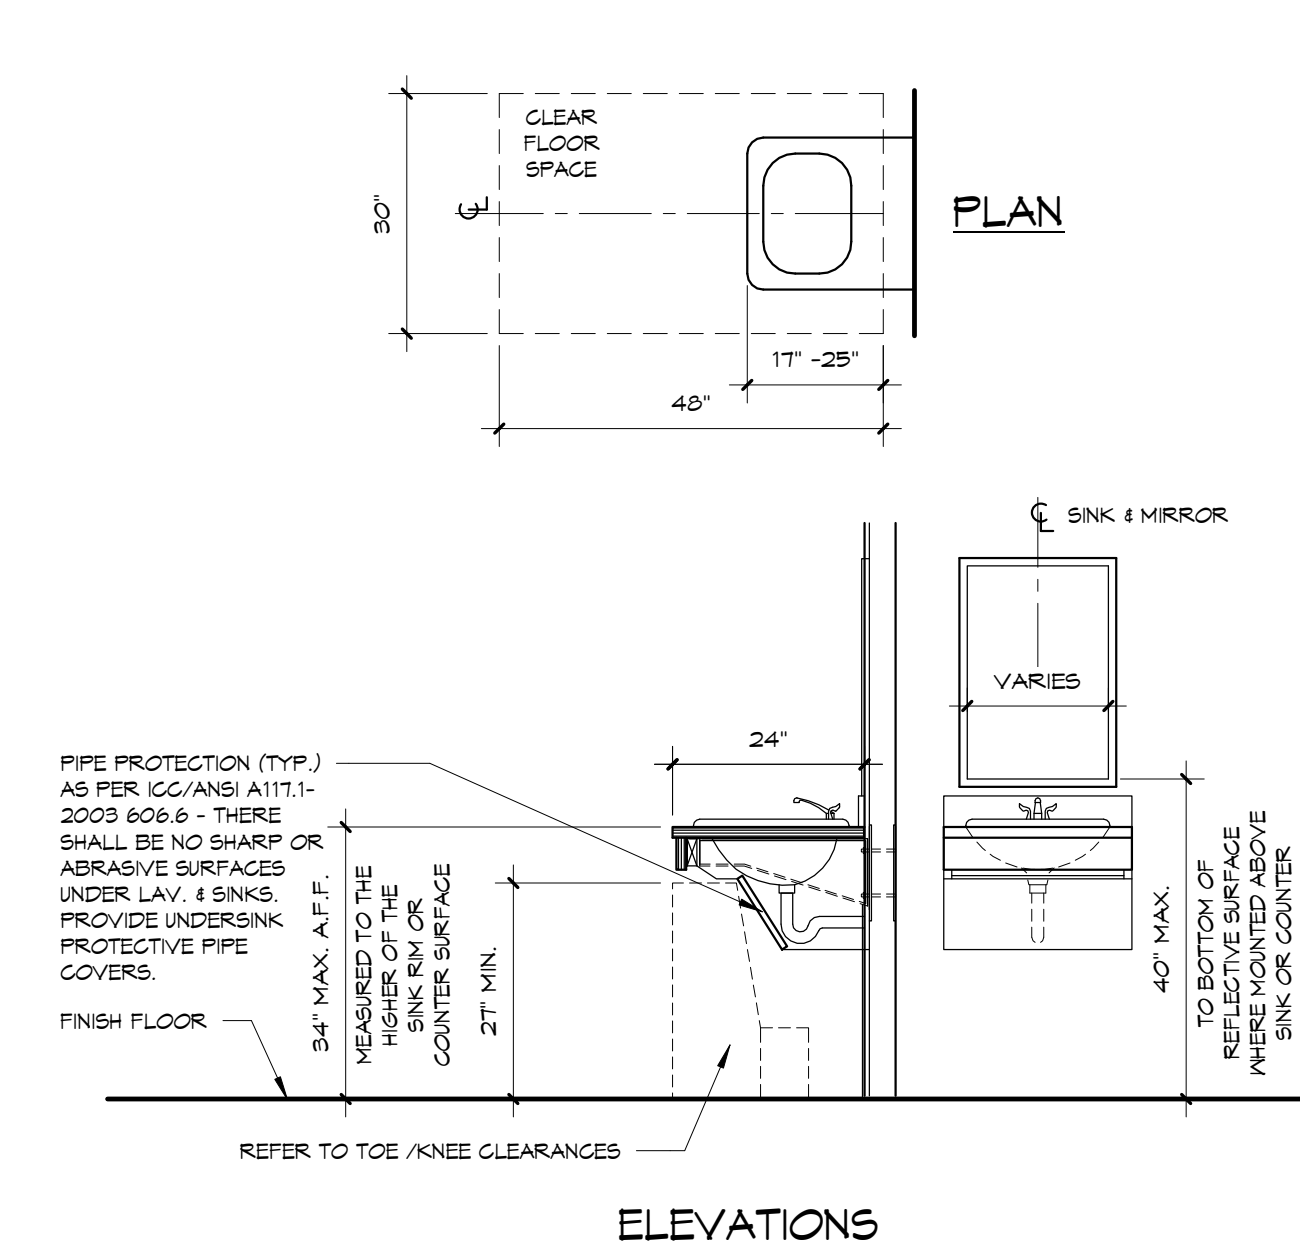 CLEAR
FLOOR
SPACE
30"
℄
PLAN
17" -25"
48"
℄ SINK & MIRROR
VARIES
24"
PIPE PROTECTION (TYP.)
AS PER ICC/ANSI A117.1-
2003 606.6 - THERE
SHALL BE NO SHARP OR
ABRASIVE SURFACES
UNDER LAV. & SINKS.
PROVIDE UNDERSINK
PROTECTIVE PIPE
COVERS.
FINISH FLOOR
34" MAX. A.F.F.
MEASURED TO THE
HIGHER OF THE
SINK RIM OR
COUNTER SURFACE
27" MIN.
40" MAX.
TO BOTTOM OF
REFLECTIVE SURFACE
WHERE MOUNTED ABOVE
SINK OR COUNTER
REFER TO TOE /KNEE CLEARANCES
ELEVATIONS